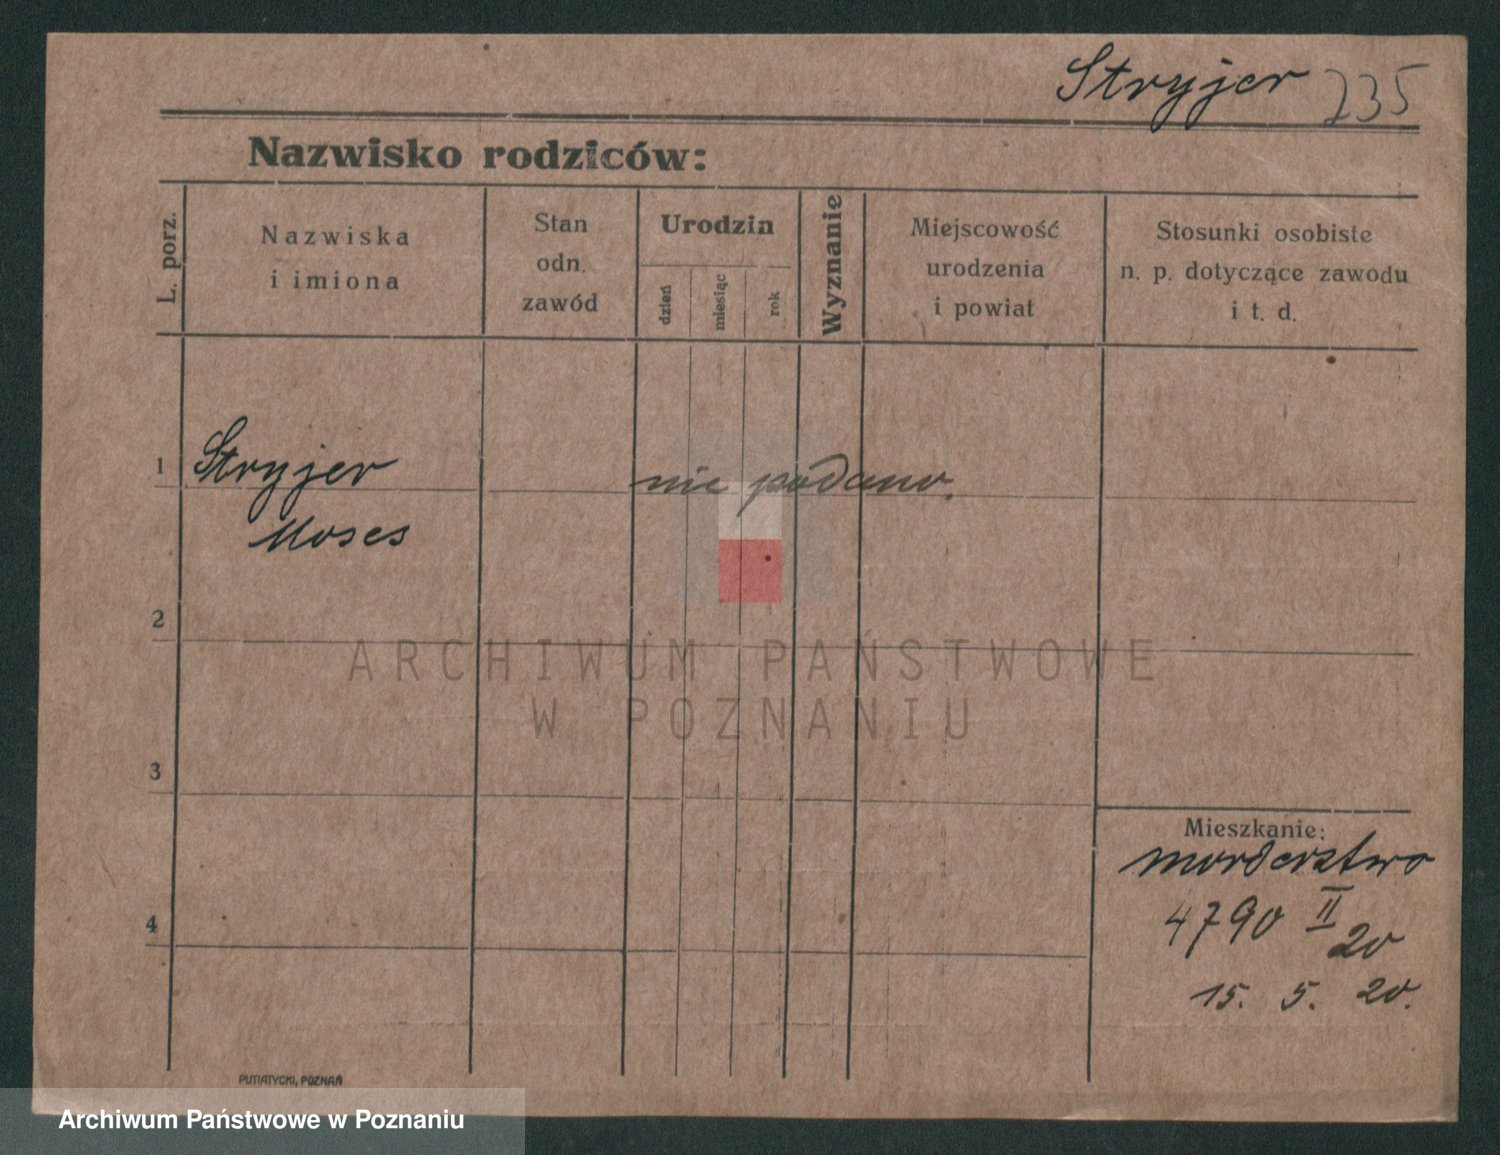 Stryjer 235
Nazwisko rodziców:
L. porz.
Nazwiska
i imiona
Stan
odn.
zawód
Urodzin
dzień
miesiąc
rok
Wyznanie
Miejscowość
urodzenia
i powiat
Stosunki osobiste
n. p. dotyczące zawodu
i t. d.
1 Stryjer nie podano.
Moses
2
ARCHIWUM PAŃSTWOWE
W POZNANIU
3
Mieszkanie:
morderstwo
4790 II
20
4
15. 5. 20.
PUTIATYCKI, POZNAŃ
Archiwum Państwowe w Poznaniu